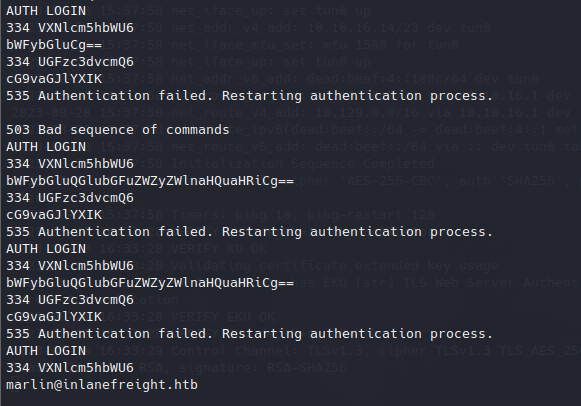 AUTH LOGIN
334 VXNlcm5hbWU6
bWFybGluCg==
334 UGFzc3dvcmQ6
cG9vaGJlYXIK
535 Authentication failed. Restarting authentication process.
503 Bad sequence of commands
AUTH LOGIN
334 VXNlcm5hbWU6
bWFybGluQGlubGFuZWZyZWlnaHQuaHRiCg==
334 UGFzc3dvcmQ6
cG9vaGJlYXIK
535 Authentication failed. Restarting authentication process.
AUTH LOGIN
334 VXNlcm5hbWU6
bWFybGluQGlubGFuZWZyZWlnaHQuaHRiCg==
334 UGFzc3dvcmQ6
cG9vaGJlYXIK
535 Authentication failed. Restarting authentication process.
AUTH LOGIN
334 VXNlcm5hbWU6
marlin@inlanefreight.htb